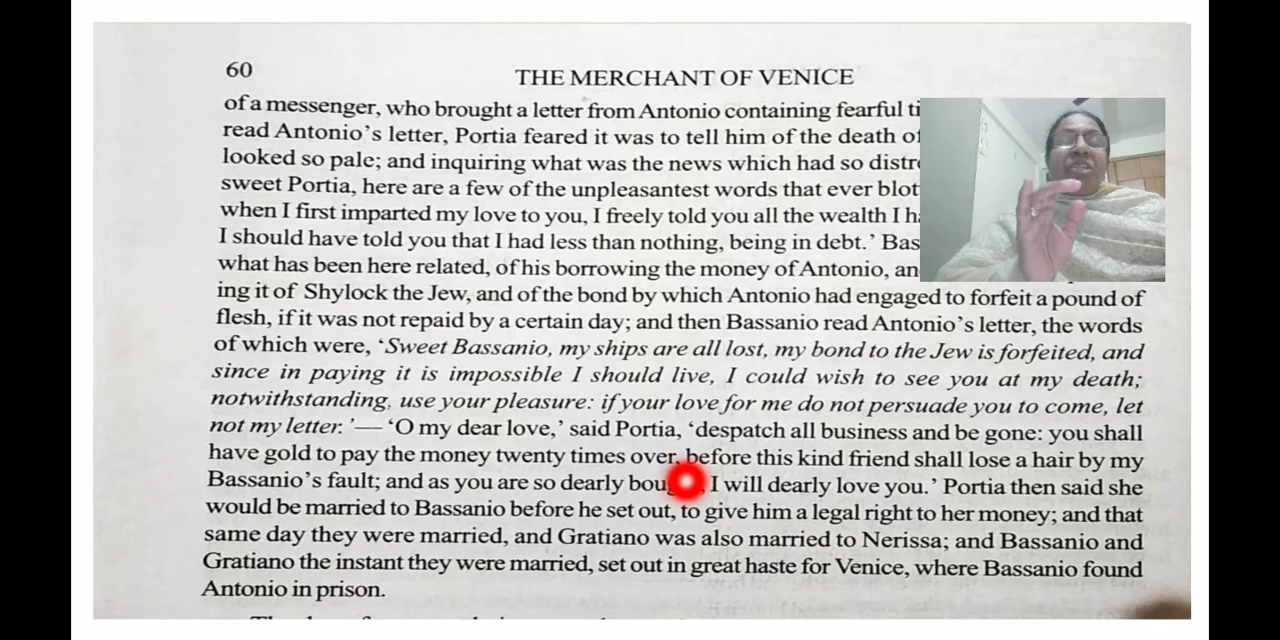 60
THE MERCHANT OF VENICE
of a messenger, who brought a letter from Antonio containing fearful
read Antonio's letter, Portia feared it was to tell him of the death
looked so pale; and inquiring what was the news which had so
sweet Portia, here are a few of the unpleasantest words that ever
when I first imparted my love to you, I freely told you all the wealth I
I should have told you that I had less than nothing, being in debt.'
what has been here related, of his borrowing the money of Antonio,
ing it of Shylock the Jew, and of the bond by which Antonio had engaged to forfeit a pound of
flesh, if it was not repaid by a certain day; and then Bassanio read Antonio's letter, the words
of which were, 'Sweet Bassanio, my ships are all lost, my bond to the Jew is forfeited, and
since in paying it is impossible I should live, I could wish to see you at my death;
notwithstanding, use your pleasure: if your love for me do not persuade you to come, let
not my letter.'— 'O my dear love,' said Portia, 'despatch all business and be gone: you shall
have gold to pay the money twenty times over, before this kind friend shall lose a hair by my
Bassanio's fault; and as you are so dearly I will dearly love you.' Portia then said she
would be married to Bassanio before he set out, to give him a legal right to her money; and that
same day they were married, and Gratiano was also married to Nerissa; and Bassanio and
Gratiano the instant they were married, set out in great haste for Venice, where Bassanio found
Antonio in prison.